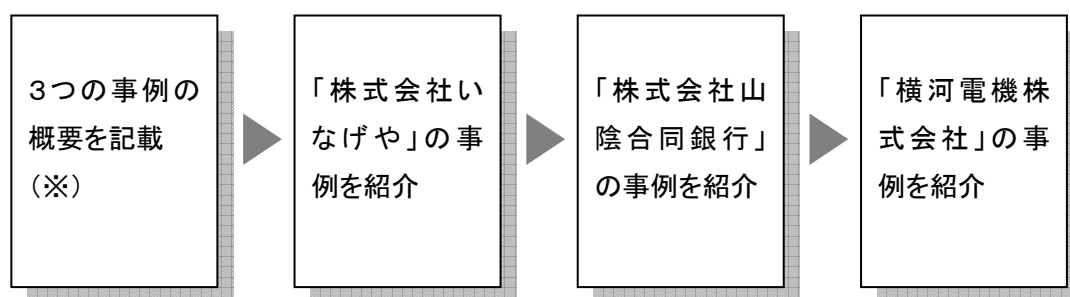 ３つの事例の
概要を記載
（※）
「株式会社い
なげや」の事
例を紹介
「株式会社山
陰合同銀行」
の事例を紹介
「横河電機株
式会社」の事
例を紹介